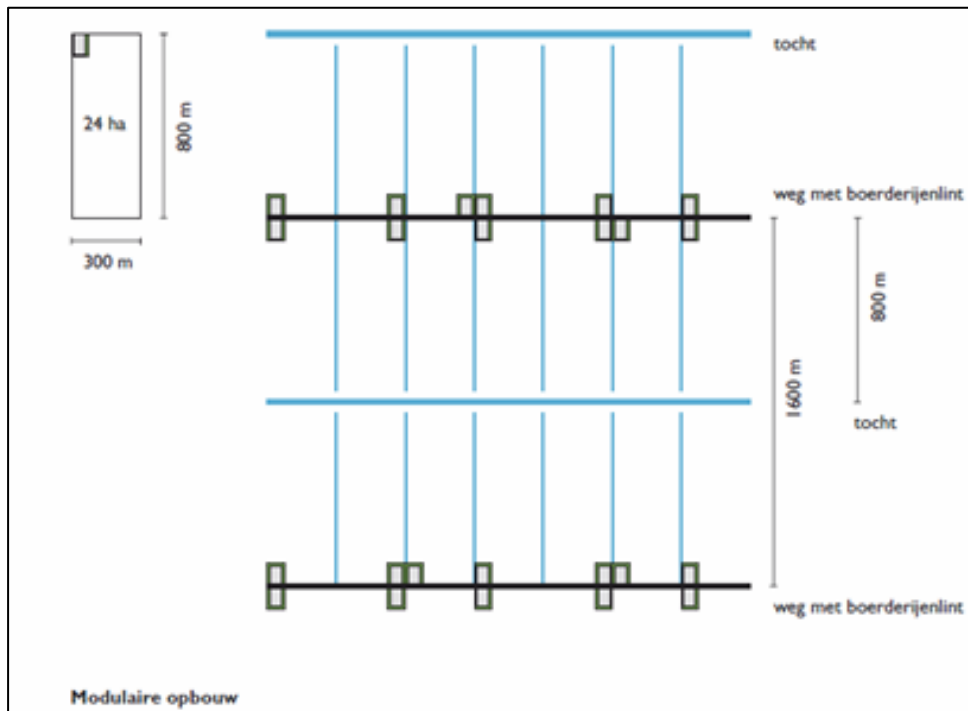 tocht
24 ha
800 m
300 m
weg met boerderijenlint
800 m
1600 m
tocht
weg met boerderijenlint
Modulaire opbouw